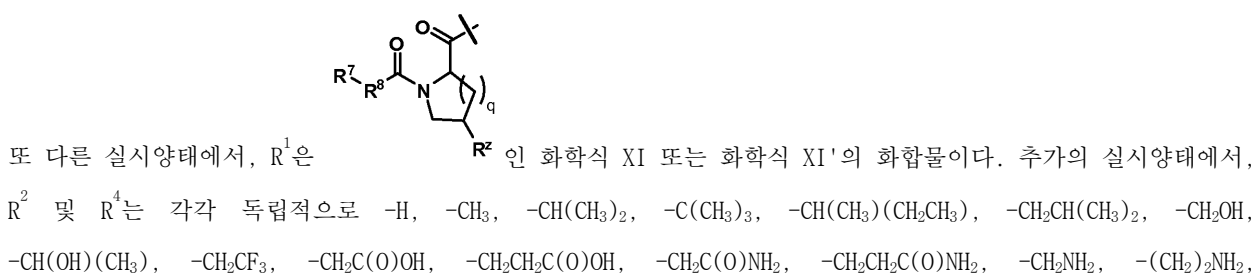 O
O
R⁷
R⁸
N
( )q
Rᶻ
또 다른 실시양태에서, R¹은 인 화학식 XI 또는 화학식 XI'의 화합물이다. 추가의 실시양태에서,
R² 및 R⁴는 각각 독립적으로 -H, -CH₃, -CH(CH₃)₂, -C(CH₃)₃, -CH(CH₃)(CH₂CH₃), -CH₂CH(CH₃)₂, -CH₂OH,
-CH(OH)(CH₃), -CH₂CF₃, -CH₂C(O)OH, -CH₂CH₂C(O)OH, -CH₂C(O)NH₂, -CH₂CH₂C(O)NH₂, -CH₂NH₂, -(CH₂)₂NH₂,